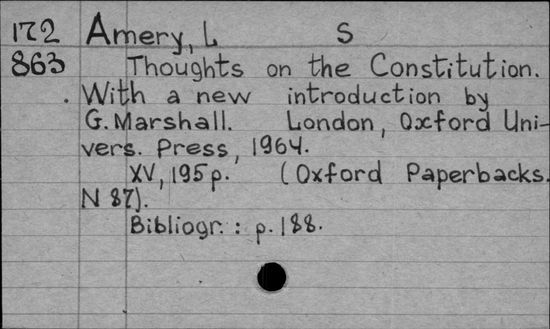 172 Amery, L S
863 Thoughts on the Constitution.
. With a new introduction by
G. Marshall. London, Oxford Uni-
vers. Press, 1964.
XV, 195 p. (Oxford Paperbacks.
N 87).
Bibliogr. : p. 188.